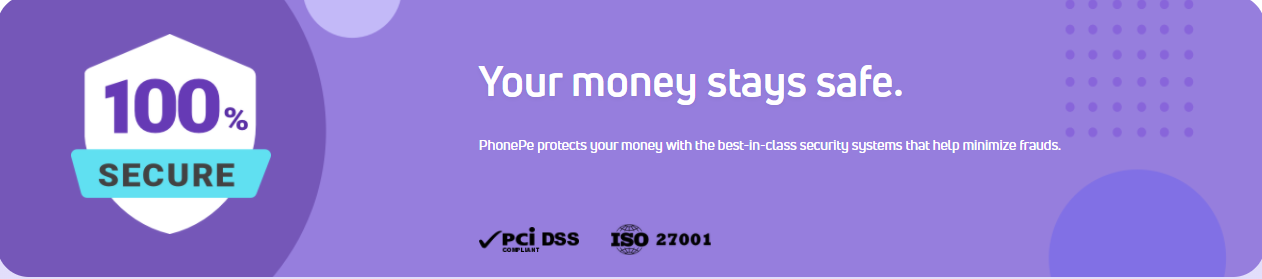 100%
SECURE
Your money stays safe.
PhonePe protects your money with the best-in-class security systems that help minimize frauds.
PCi DSS
COMPLIANT
ISO 27001